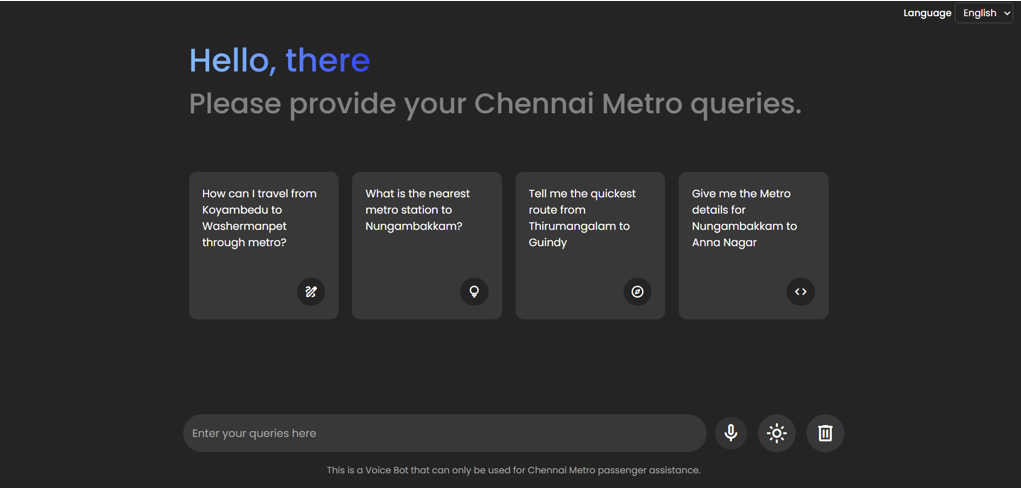 Language English
Hello, there
Please provide your Chennai Metro queries.
How can I travel from
Koyambedu to
Washermanpet
through metro?
What is the nearest
metro station to
Nungambakkam?
Tell me the quickest
route from
Thirumangalam to
Guindy
Give me the Metro
details for
Nungambakkam to
Anna Nagar
Enter your queries here
This is a Voice Bot that can only be used for Chennai Metro passenger assistance.